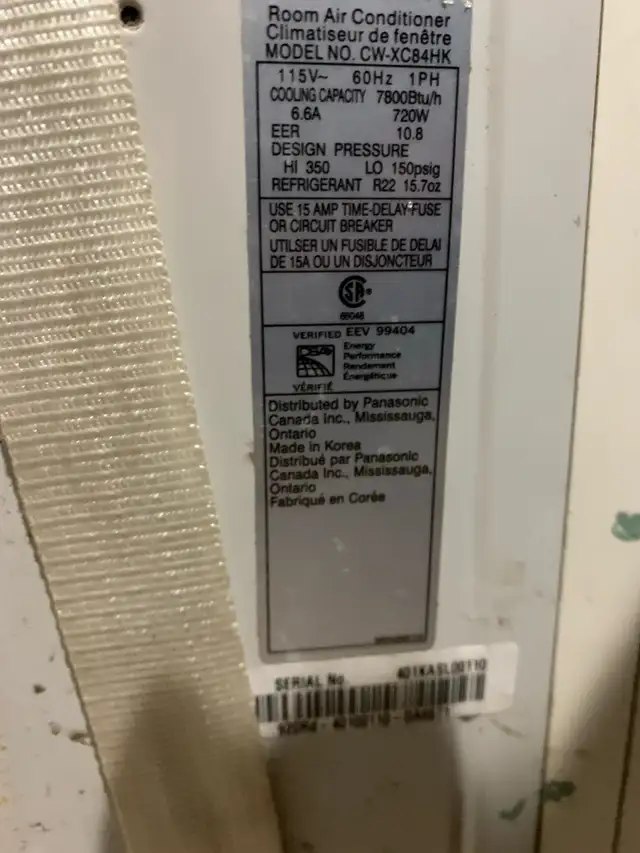 Room Air Conditioner
Climatiseur de fenêtre
MODEL NO. CW-XC84HK
115V~ 60Hz 1PH
COOLING CAPACITY 7800Btu/h
6.6A 720W
EER 10.8
DESIGN PRESSURE
HI 350 LO 150psig
REFRIGERANT R22 15.7oz
USE 15 AMP TIME-DELAY-FUSE
OR CIRCUIT BREAKER
UTILISER UN FUSIBLE DE DELAI
DE 15A OU UN DISJONCTEUR
VERIFIED EEV 99404
Energy
Performance
Rendement
Énergétique
VÉRIFIÉ
Distributed by Panasonic
Canada Inc., Mississauga,
Ontario
Made in Korea
Distribué par Panasonic
Canada Inc., Mississauga,
Ontario
Fabriqué en Corée
SERIAL No. 401KASL00110